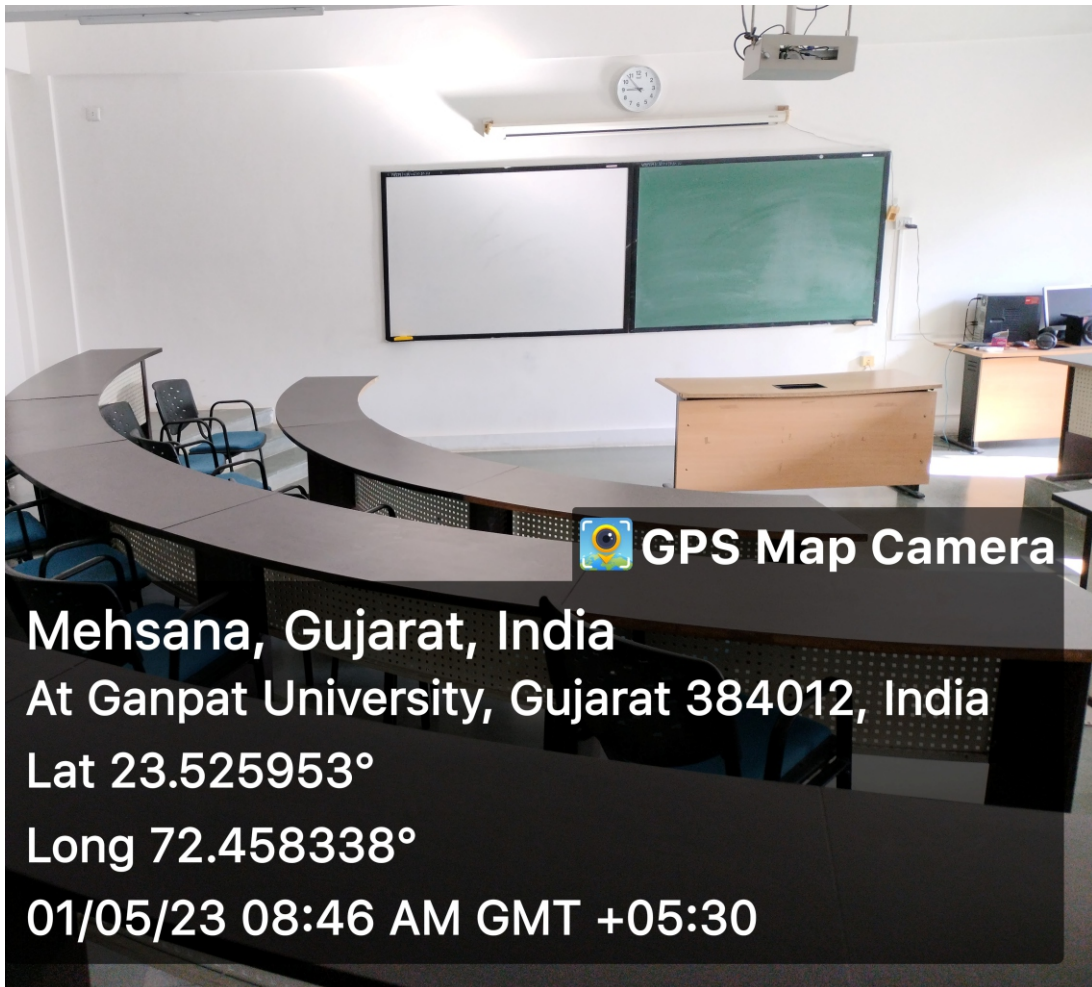 GPS Map Camera
Mehsana, Gujarat, India
At Ganpat University, Gujarat 384012, India
Lat 23.525953°
Long 72.458338°
01/05/23 08:46 AM GMT +05:30